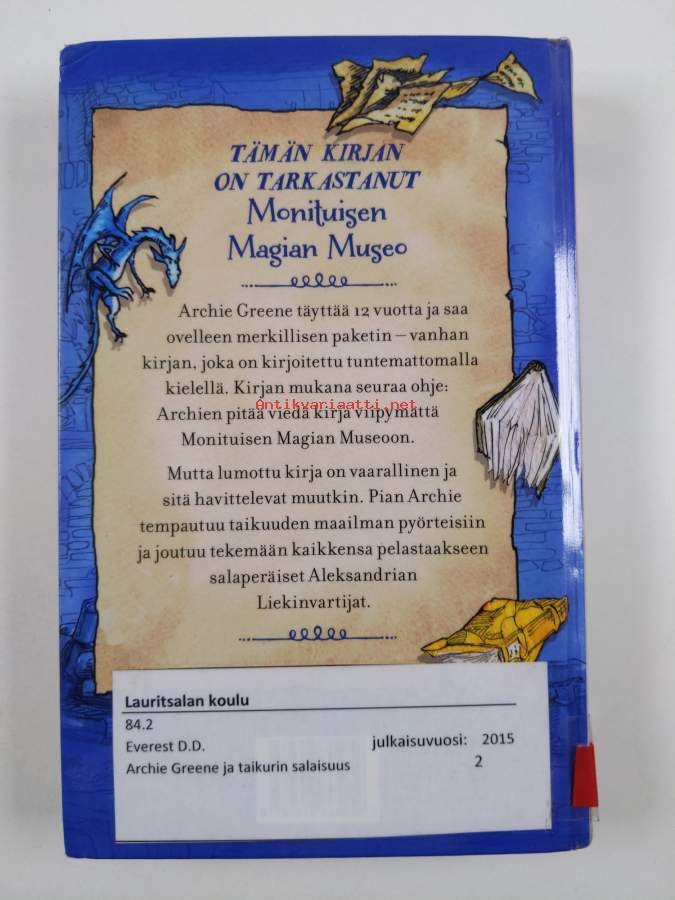 TÄMÄN KIRJAN
ON TARKASTANUT
Monituisen
Magian Museo
Archie Greene täyttää 12 vuotta ja saa
ovelleen merkillisen paketin – vanhan
kirjan, joka on kirjoitettu tuntemattomalla
kielellä. Kirjan mukana seuraa ohje:
Antikvariaatti.net
Archien pitää viedä kirja viipymättä
Monituisen Magian Museoon.
Mutta lumottu kirja on vaarallinen ja
sitä havittelevat muutkin. Pian Archie
tempautuu taikuuden maailman pyörteisiin
ja joutuu tekemään kaikkensa pelastaakseen
salaperäiset Aleksandrian
Liekinvartijat.
Lauritsalan koulu
84.2
Everest D.D. julkaisuvuosi: 2015
Archie Greene ja taikurin salaisuus 2